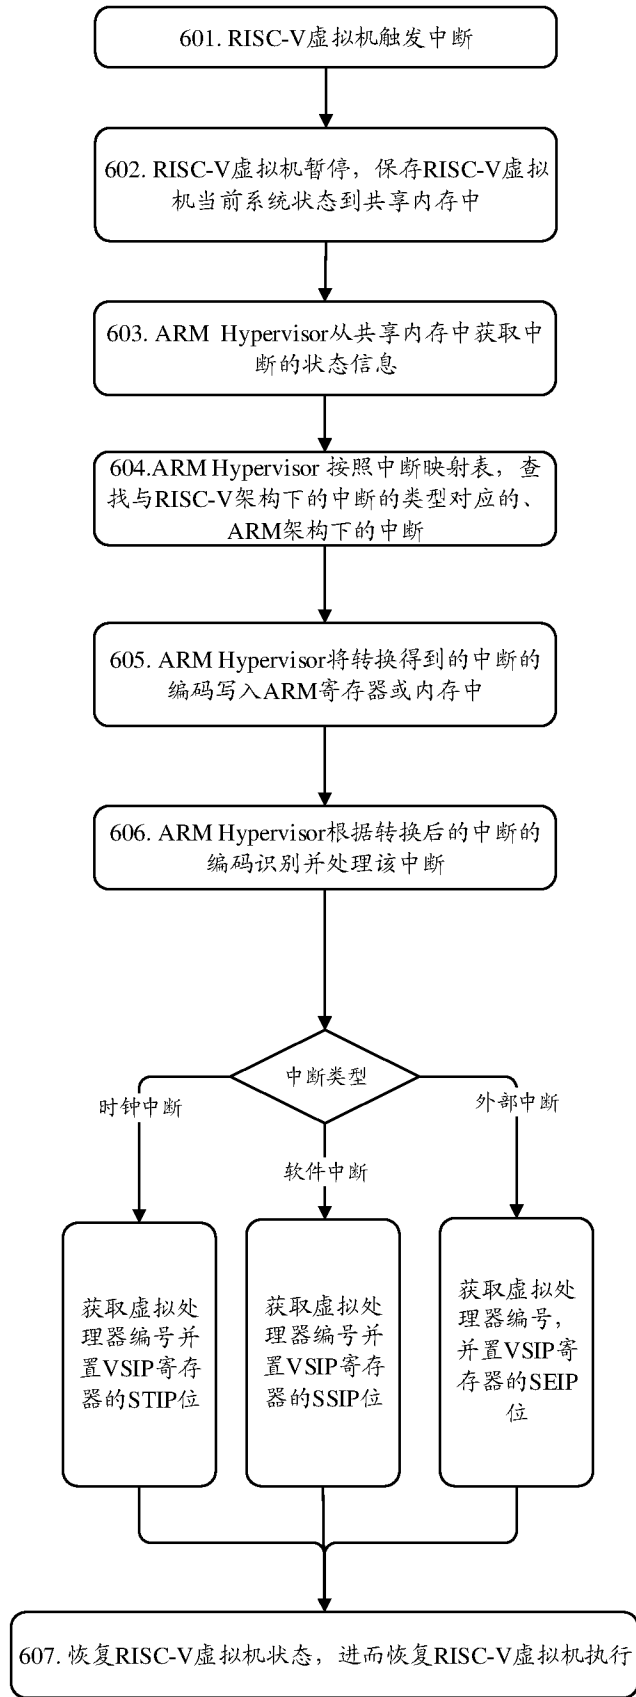 601. RISC-V虚拟机触发中断
602. RISC-V虚拟机暂停，保存RISC-V虚拟
机当前系统状态到共享内存中
603. ARM Hypervisor从共享内存中获取中
断的状态信息
604.ARM Hypervisor 按照中断映射表，查
找与RISC-V架构下的中断的类型对应的、
ARM架构下的中断
605. ARM Hypervisor将转换得到的中断的
编码写入ARM寄存器或内存中
606. ARM Hypervisor根据转换后的中断的
编码识别并处理该中断
中断类型
时钟中断
外部中断
软件中断
获取虚拟处
理器编号并
置VSIP寄存
器的STIP位
获取虚拟处
理器编号并
置VSIP寄存
器的SSIP位
获取虚拟处
理器编号，
并置VSIP寄
存器的SEIP
位
607. 恢复RISC-V虚拟机状态，进而恢复RISC-V虚拟机执行